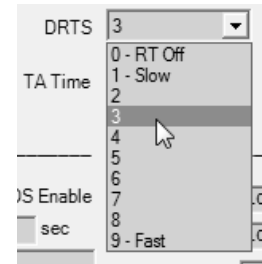 DRTS 3
0 - RT Off
1 - Slow
TA Time
2
3
4
5
6
OS Enable 7
8
sec
9 - Fast